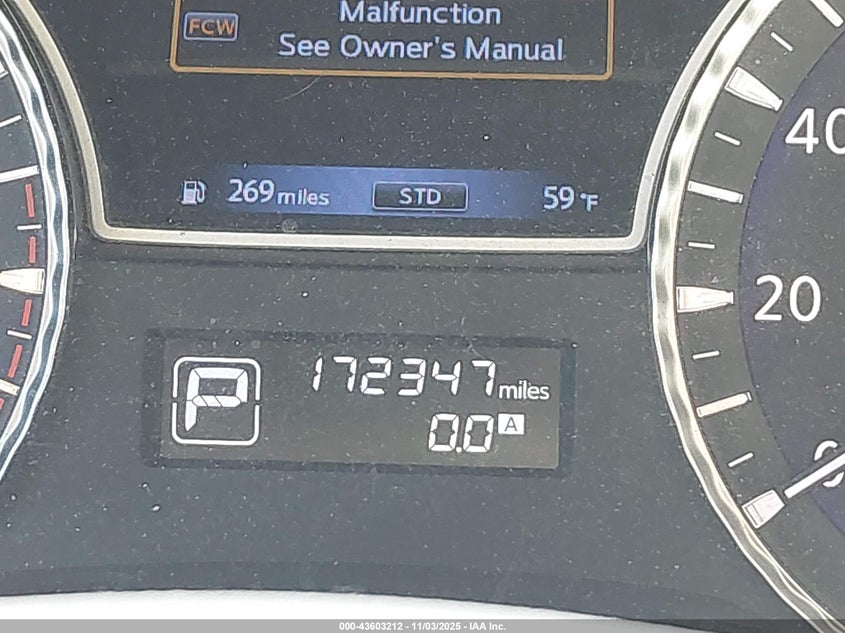 Malfunction
FCW
See Owner's Manual
40
269 miles
STD
59 °F
20
P
172347 miles
0.0 A
0
000-43603212 - 11/03/2025 - IAA Inc.